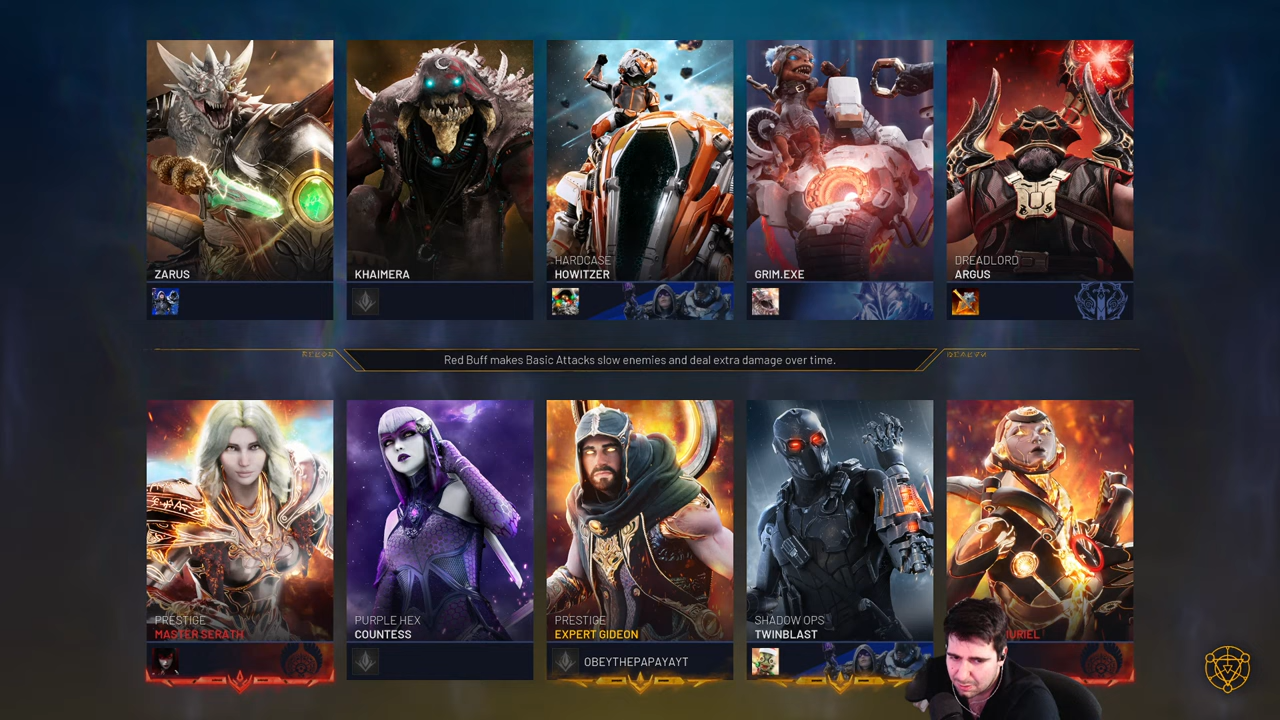 ZARUS
KHAIMERA
HARDCASE
HOWITZER
GRIM.EXE
DREADLORD
ARGUS
Red Buff makes Basic Attacks slow enemies and deal extra damage over time.
PRESTIGE
MASTER SERATH
PURPLE HEX
COUNTESS
PRESTIGE
EXPERT GIDEON
SHADOW OPS
TWINBLAST
OBEYTHEPAPAYAYT